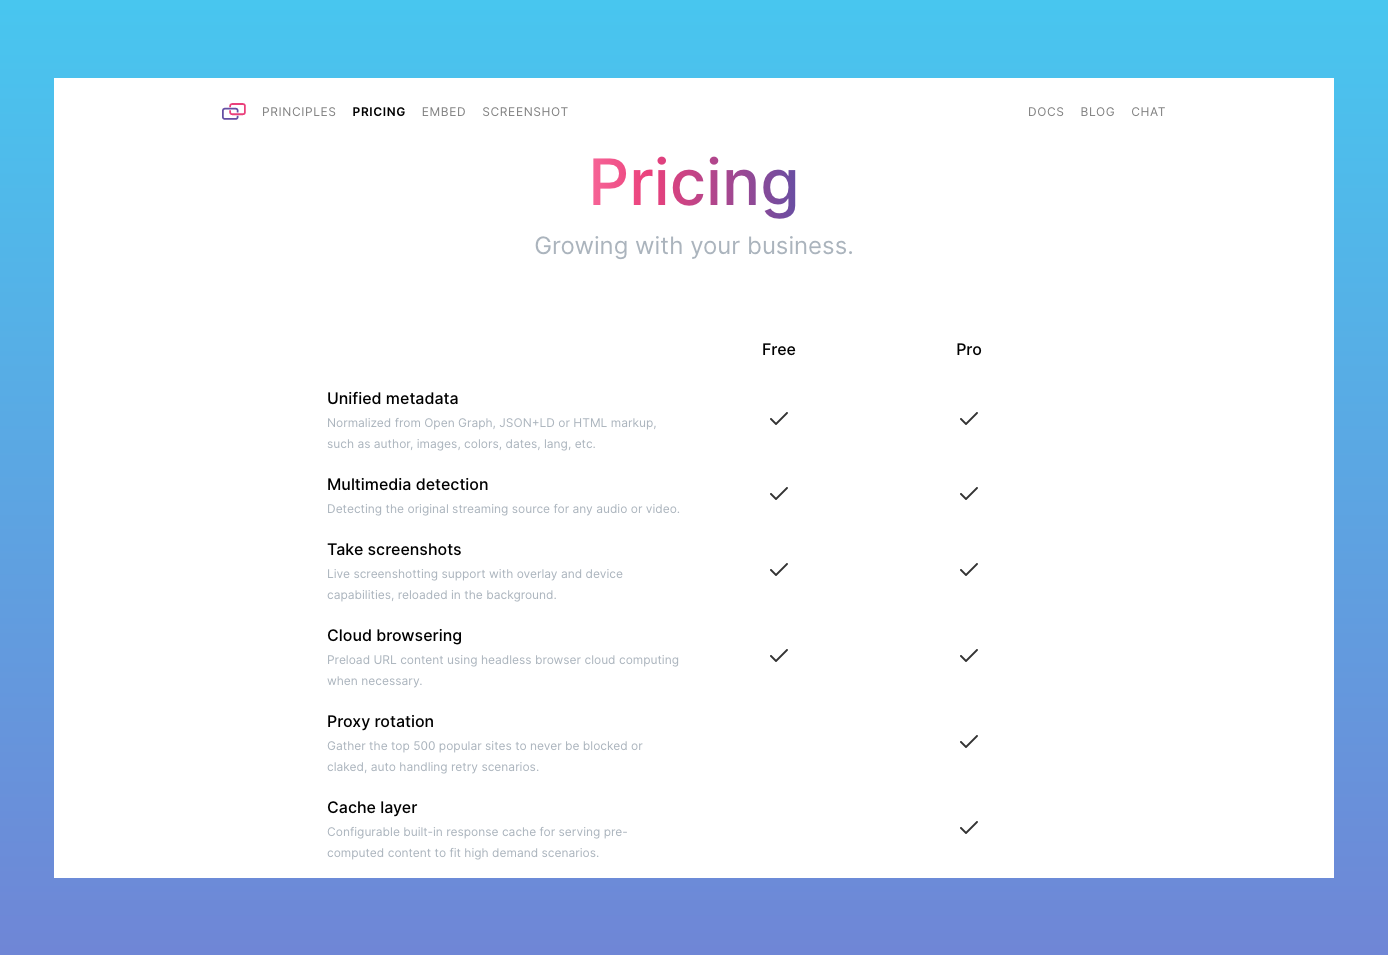 PRINCIPLES PRICING EMBED SCREENSHOT DOCS BLOG CHAT
Pricing
Growing with your business.
Free Pro
Unified metadata
Normalized from Open Graph, JSON+LD or HTML markup,
such as author, images, colors, dates, lang, etc.
Multimedia detection
Detecting the original streaming source for any audio or video.
Take screenshots
Live screenshotting support with overlay and device
capabilities, reloaded in the background.
Cloud browsering
Preload URL content using headless browser cloud computing
when necessary.
Proxy rotation
Gather the top 500 popular sites to never be blocked or
claked, auto handling retry scenarios.
Cache layer
Configurable built-in response cache for serving pre-
computed content to fit high demand scenarios.